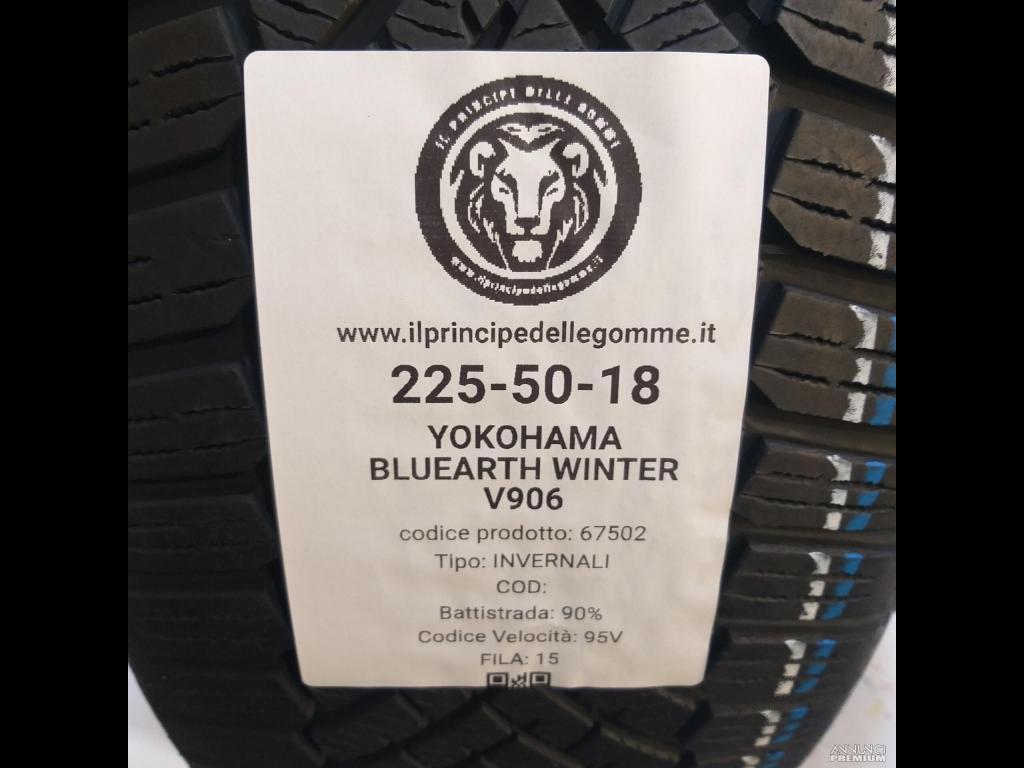 IL PRINCIPE DELLE GOMME
www.ilprincipedellegomme.it
www.ilprincipedellegomme.it
225-50-18
YOKOHAMA
BLUEARTH WINTER
V906
codice prodotto: 67502
Tipo: INVERNALI
COD:
Battistrada: 90%
Codice Velocità: 95V
FILA: 15
ANNUNCI
PREMIUM